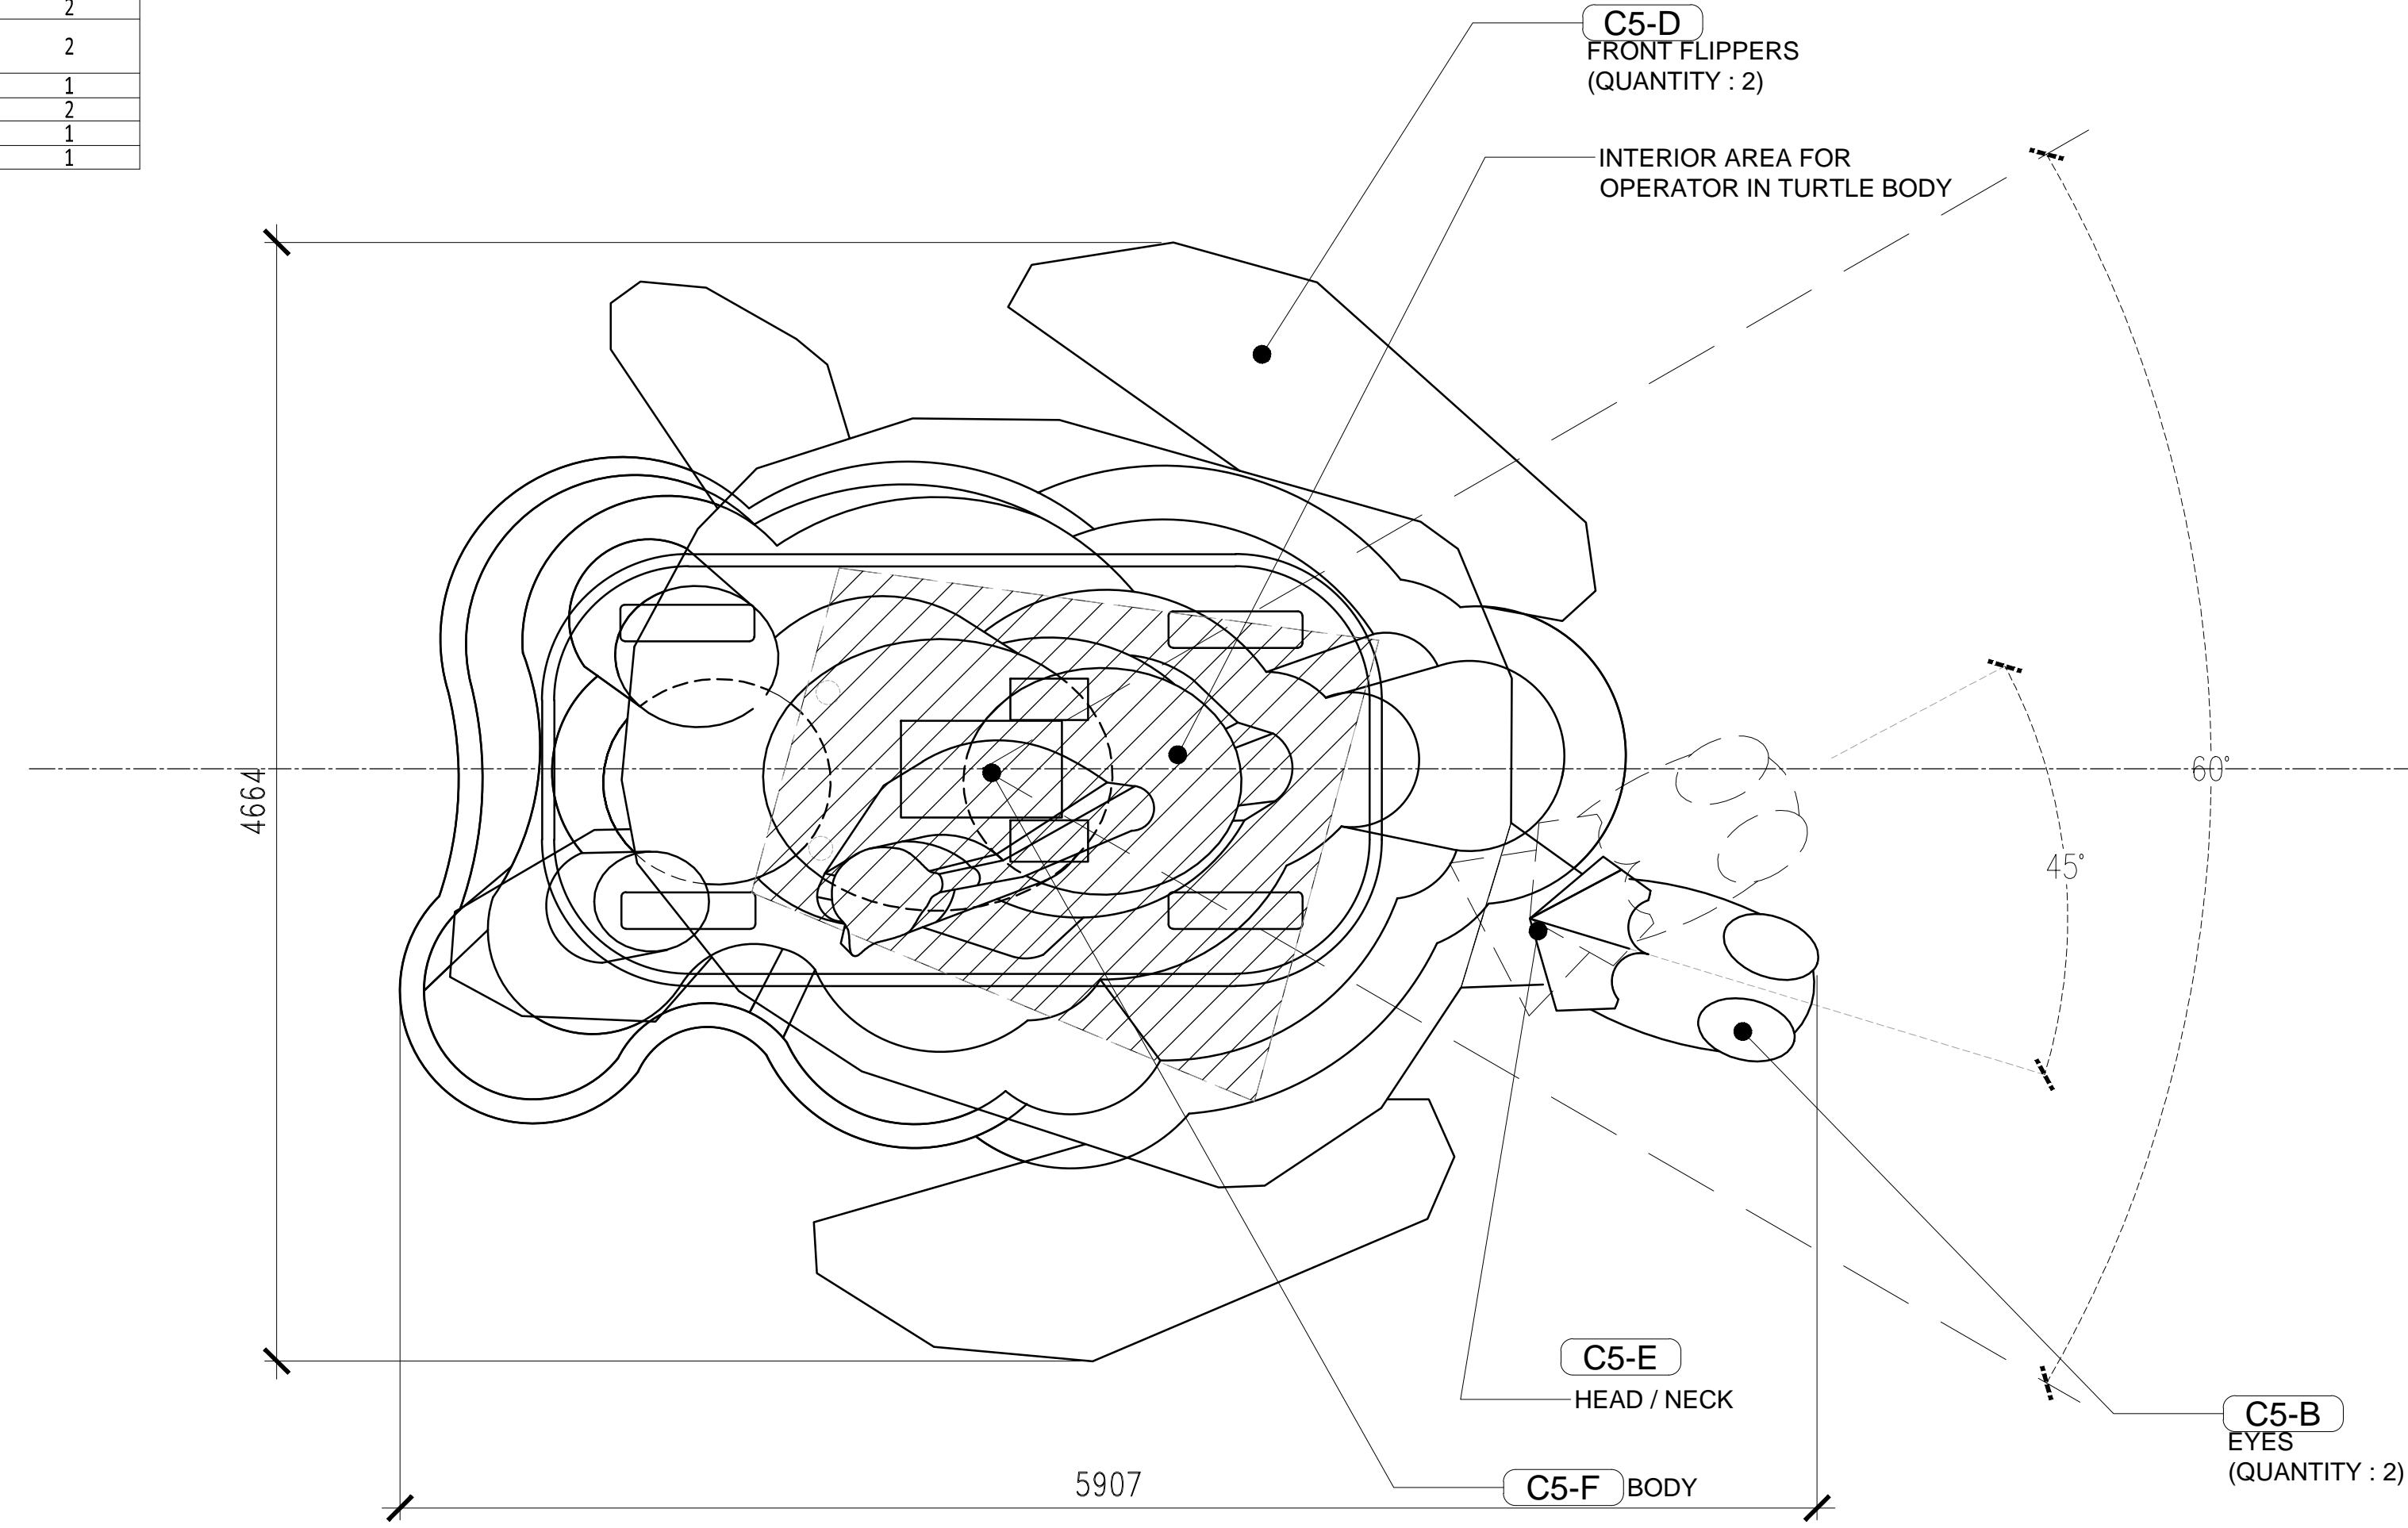 2
2
1
2
1
1
C5-D
FRONT FLIPPERS
(QUANTITY : 2)
INTERIOR AREA FOR
OPERATOR IN TURTLE BODY
4664
60°
45°
C5-E
HEAD / NECK
C5-B
EYES
(QUANTITY : 2)
5907
C5-F BODY